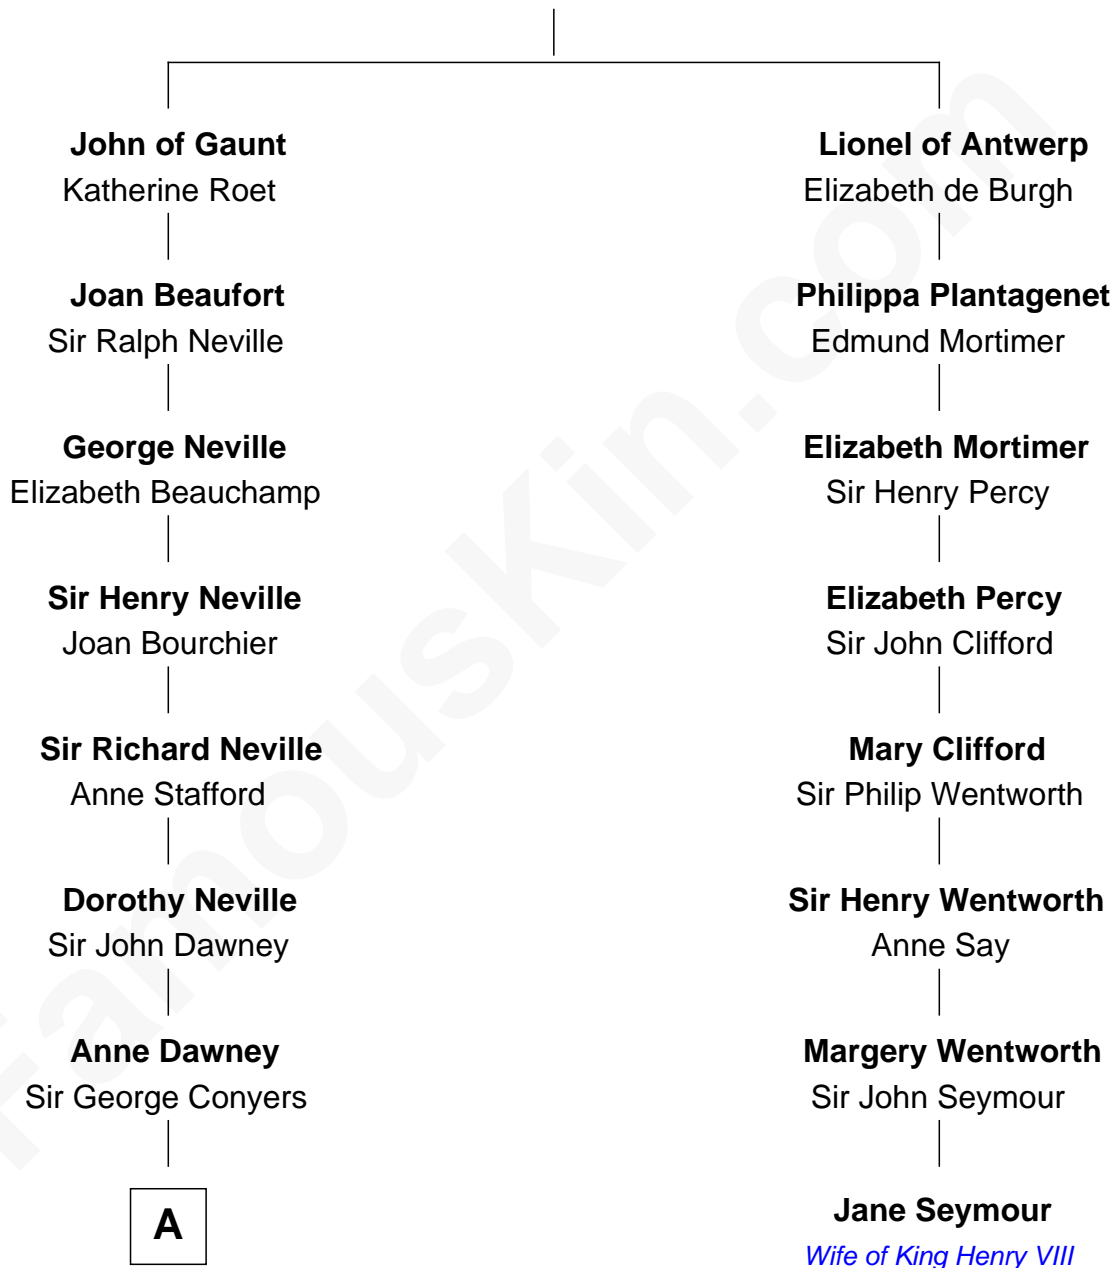 John of Gaunt
Katherine Roet
Joan Beaufort
Sir Ralph Neville
George Neville
Elizabeth Beauchamp
Sir Henry Neville
Joan Bourchier
Sir Richard Neville
Anne Stafford
Dorothy Neville
Sir John Dawney
Anne Dawney
Sir George Conyers
A
Lionel of Antwerp
Elizabeth de Burgh
Philippa Plantagenet
Edmund Mortimer
Elizabeth Mortimer
Sir Henry Percy
Elizabeth Percy
Sir John Clifford
Mary Clifford
Sir Philip Wentworth
Sir Henry Wentworth
Anne Say
Margery Wentworth
Sir John Seymour
Jane Seymour
Wife of King Henry VIII
FamousKin.com